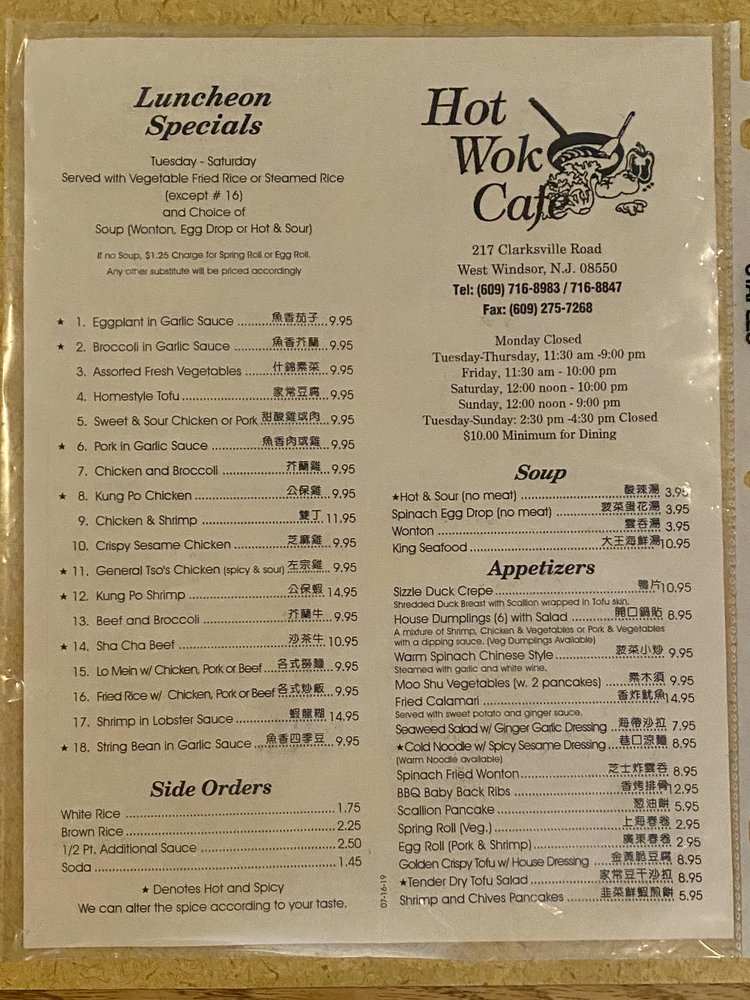 Luncheon
Specials
Tuesday - Saturday
Served with Vegetable Fried Rice or Steamed Rice
(except # 16)
and Choice of
Soup (Wonton, Egg Drop or Hot & Sour)
If no Soup, $1.25 Charge for Spring Roll or Egg Roll.
Any other substitute will be priced accordingly
★ 1. Eggplant in Garlic Sauce ..... 魚香茄子 .. 9.95
★ 2. Broccoli in Garlic Sauce ..... 魚香芥蘭 .. 9.95
3. Assorted Fresh Vegetables ..... 什錦素菜 .. 9.95
4. Homestyle Tofu ..... 家常豆腐 .. 9.95
5. Sweet & Sour Chicken or Pork 甜酸雞或肉 .. 9.95
★ 6. Pork in Garlic Sauce ..... 魚香肉或雞 .. 9.95
7. Chicken and Broccoli ..... 芥蘭雞 .. 9.95
★ 8. Kung Po Chicken ..... 公保雞 .. 9.95
9. Chicken & Shrimp ..... 雙丁 .. 11.95
10. Crispy Sesame Chicken ..... 芝麻雞 .. 9.95
★ 11. General Tso's Chicken (spicy & sour) 左宗雞 .. 9.95
★ 12. Kung Po Shrimp ..... 公保蝦 .. 14.95
13. Beef and Broccoli ..... 芥蘭牛 .. 9.95
★ 14. Sha Cha Beef ..... 沙茶牛 .. 10.95
15. Lo Mein w/ Chicken, Pork or Beef .. 各式撈麵 .. 9.95
16. Fried Rice w/ Chicken, Pork or Beef 各式炒飯 .. 9.95
17. Shrimp in Lobster Sauce ..... 蝦龍糊 .. 14.95
★ 18. String Bean in Garlic Sauce ... 魚香四季豆 .. 9.95
Side Orders
White Rice ..... 1.75
Brown Rice ..... 2.25
1/2 Pt. Additional Sauce ..... 2.50
Soda ..... 1.45
★ Denotes Hot and Spicy
We can alter the spice according to your taste.
07-16-19
Hot
Wok
Cafe
217 Clarksville Road
West Windsor, N.J. 08550
Tel: (609) 716-8983 / 716-8847
Fax: (609) 275-7268
Monday Closed
Tuesday-Thursday, 11:30 am -9:00 pm
Friday, 11:30 am - 10:00 pm
Saturday, 12:00 noon - 10:00 pm
Sunday, 12:00 noon - 9:00 pm
Tuesday-Sunday: 2:30 pm -4:30 pm Closed
$10.00 Minimum for Dining
Soup
★Hot & Sour (no meat) ..... 酸辣湯 3.95
Spinach Egg Drop (no meat) ..... 菠菜蛋花湯 3.95
Wonton ..... 雲吞湯 3.95
King Seafood ..... 大王海鮮湯 10.95
Appetizers
Sizzle Duck Crepe ..... 鴨片 10.95
Shredded Duck Breast with Scallion wrapped in Tofu skin.
House Dumplings (6) with Salad ..... 開口鍋貼 8.95
A mixture of Shrimp, Chicken & Vegetables or Pork & Vegetables
with a dipping sauce. (Veg Dumplings Available)
Warm Spinach Chinese Style ..... 菠菜小炒 9.95
Steamed with garlic and white wine.
Moo Shu Vegetables (w. 2 pancakes) ..... 素木須 9.95
Fried Calamari ..... 香炸魷魚 14.95
Served with sweet potato and ginger sauce.
Seaweed Salad w/ Ginger Garlic Dressing .. 海帶沙拉 7.95
★Cold Noodle w/ Spicy Sesame Dressing .. 巷口涼麵 8.95
(Warm Noodle available)
Spinach Fried Wonton ..... 芝士炸雲吞 8.95
BBQ Baby Back Ribs ..... 香烤排骨 12.95
Scallion Pancake ..... 葱油餅 5.95
Spring Roll (Veg.) ..... 上海春卷 2.95
Egg Roll (Pork & Shrimp) ..... 廣東春卷 2.95
Golden Crispy Tofu w/ House Dressing .. 金黃脆豆腐 8.95
★Tender Dry Tofu Salad ..... 家常豆干沙拉 8.95
Shrimp and Chives Pancakes ..... 韭菜鮮蝦煎餅 5.95